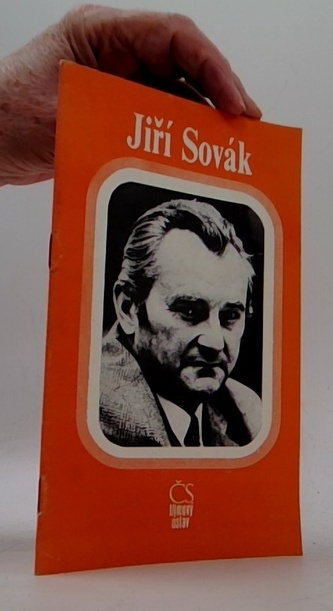 Jiří Sovák
ČS
filmový
ústav